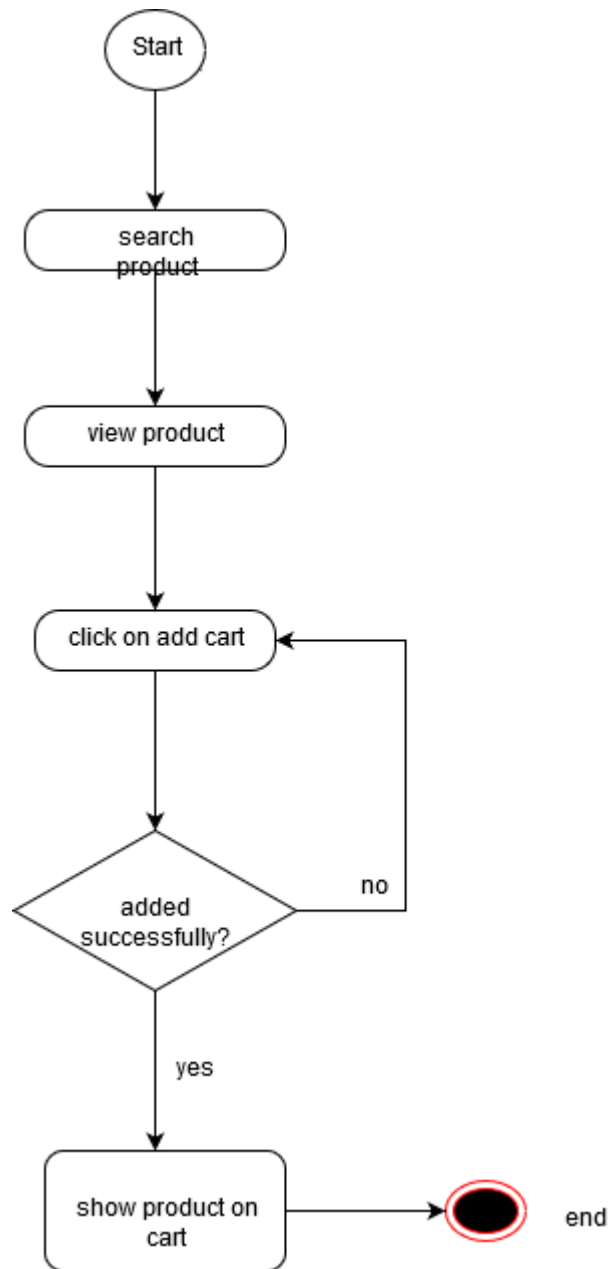 Start
search
product
view product
click on add cart
added
successfully?
no
yes
show product on
cart
end